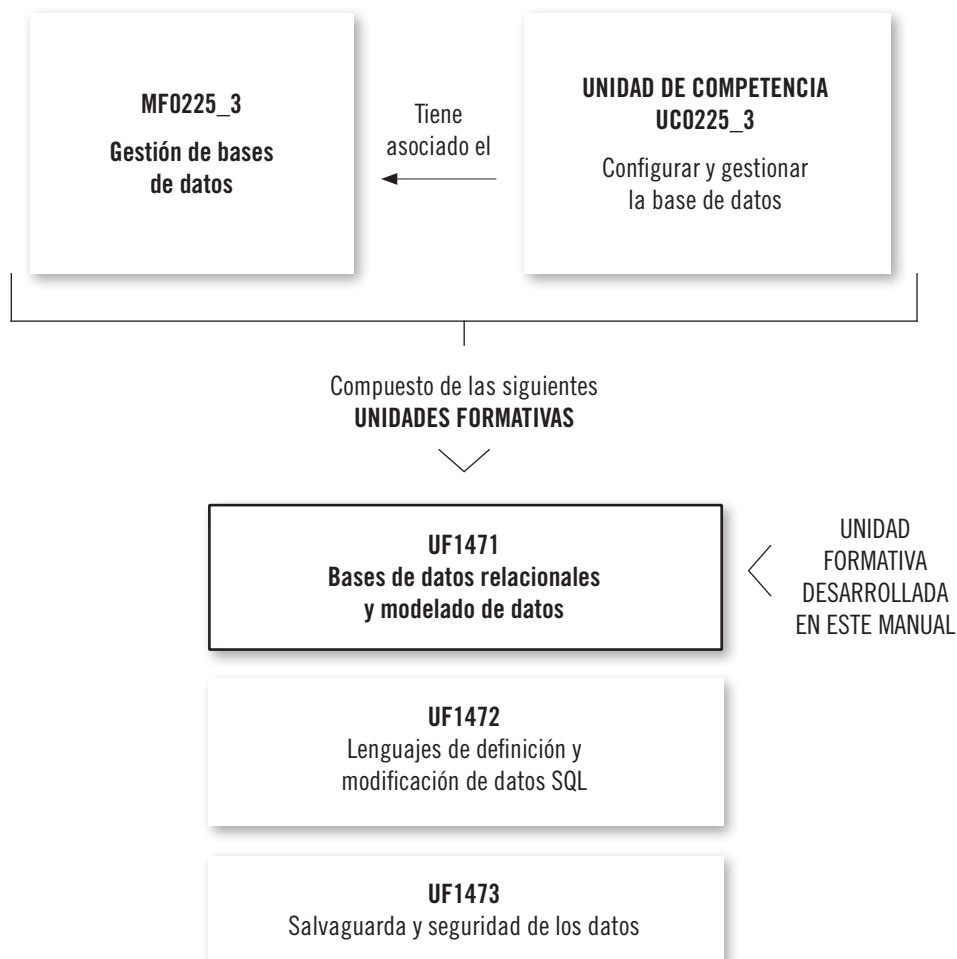 MF0225_3
Gestión de bases
de datos
Tiene
asociado el
UNIDAD DE COMPETENCIA
UC0225_3
Configurar y gestionar
la base de datos
Compuesto de las siguientes
UNIDADES FORMATIVAS
UF1471
Bases de datos relacionales
y modelado de datos
UNIDAD
FORMATIVA
DESARROLLADA
EN ESTE MANUAL
UF1472
Lenguajes de definición y
modificación de datos SQL
UF1473
Salvaguarda y seguridad de los datos